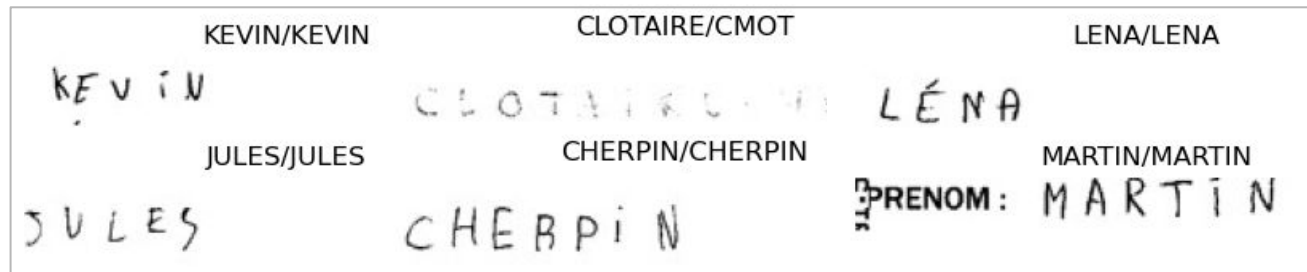 KEVIN/KEVIN CLOTAIRE/CMOT LENA/LENA
KEViN CLOTAiRE LÉNA
JULES/JULES CHERPIN/CHERPIN MARTIN/MARTIN
JULES CHERPiN PRENOM : MARTiN